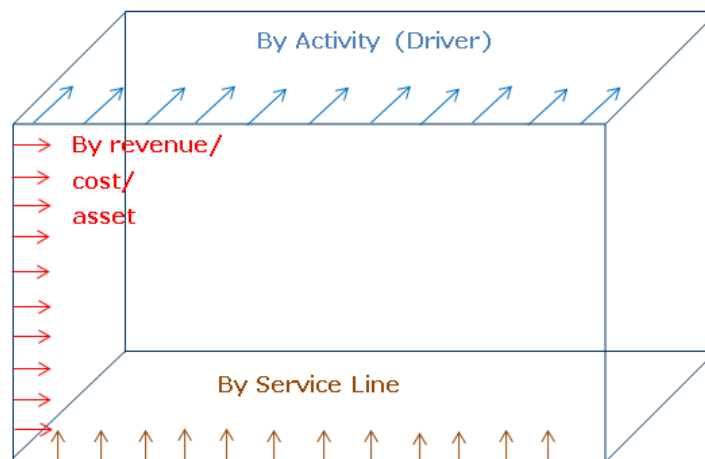 By Activity (Driver)
By revenue/
cost/
asset
By Service Line